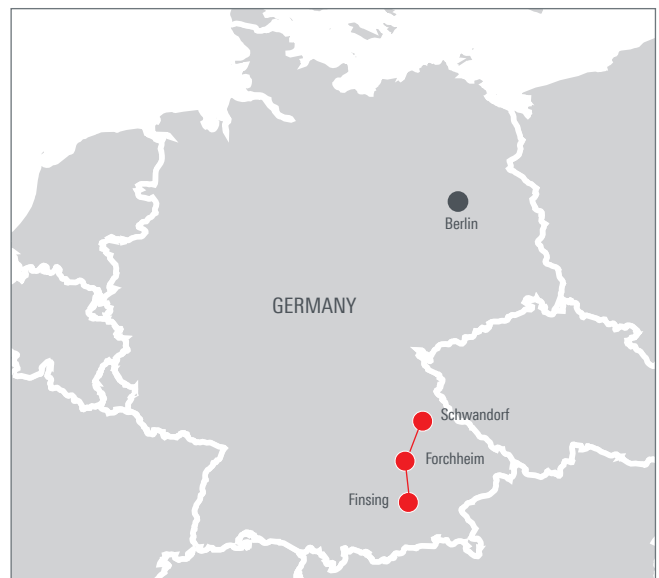 Berlin
GERMANY
Schwandorf
Forchheim
Finsing